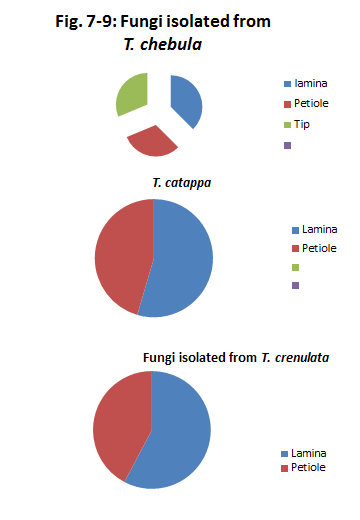 Fig. 7-9: Fungi isolated from
T. chebula
lamina
Petiole
Tip
T. catappa
Lamina
Petiole
Fungi isolated from T. crenulata
Lamina
Petiole